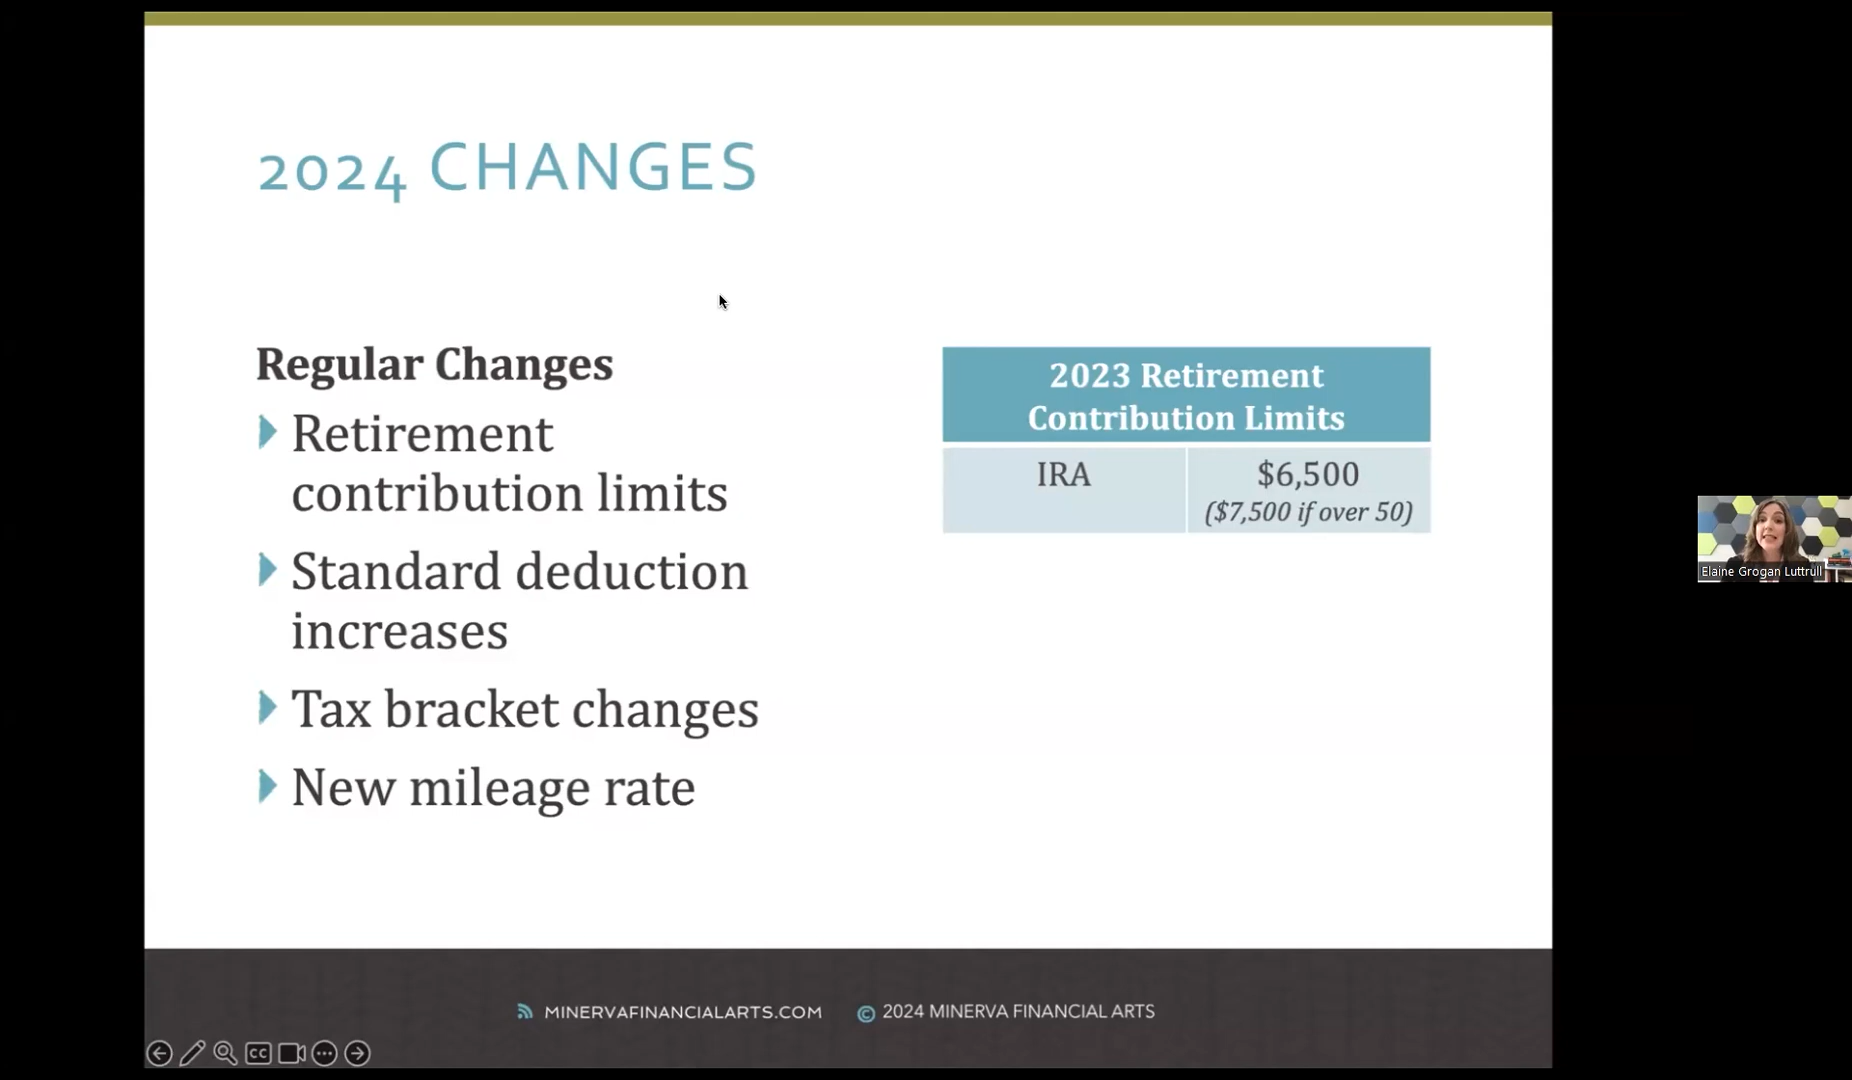 2024 CHANGES
Regular Changes
Retirement
contribution limits
Standard deduction
increases
Tax bracket changes
New mileage rate
2023 Retirement
Contribution Limits
IRA
$6,500
($7,500 if over 50)
Elaine Grogan Luttrull
MINERVAFINANCIALARTS.COM
© 2024 MINERVA FINANCIAL ARTS
CC